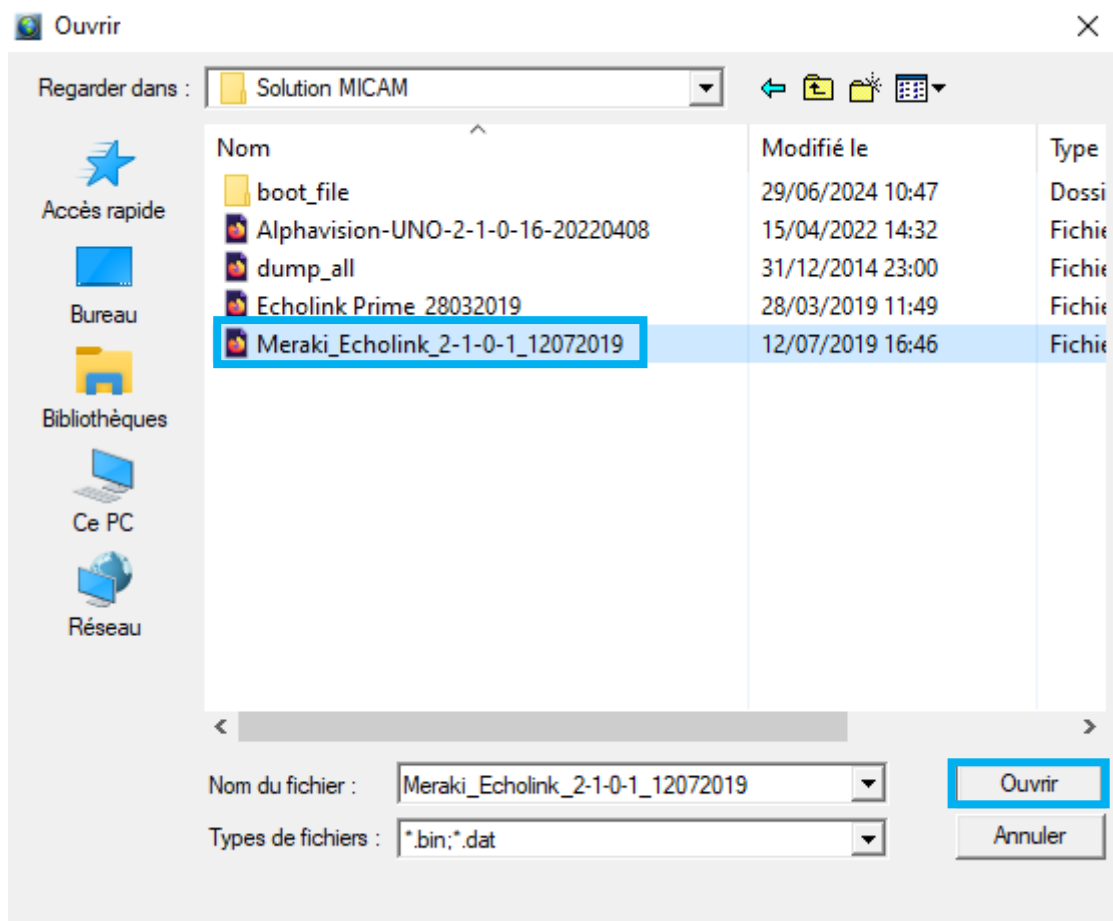 Ouvrir
Regarder dans : Solution MICAM
Nom Modifié le Type
boot_file 29/06/2024 10:47 Dossi
Alphavision-UNO-2-1-0-16-20220408 15/04/2022 14:32 Fichie
dump_all 31/12/2014 23:00 Fichie
Echolink Prime_28032019 28/03/2019 11:49 Fichie
Meraki_Echolink_2-1-0-1_12072019 12/07/2019 16:46 Fichie
Accès rapide
Bureau
Bibliothèques
Ce PC
Réseau
Nom du fichier : Meraki_Echolink_2-1-0-1_12072019 Ouvrir
Types de fichiers : *.bin;*.dat Annuler